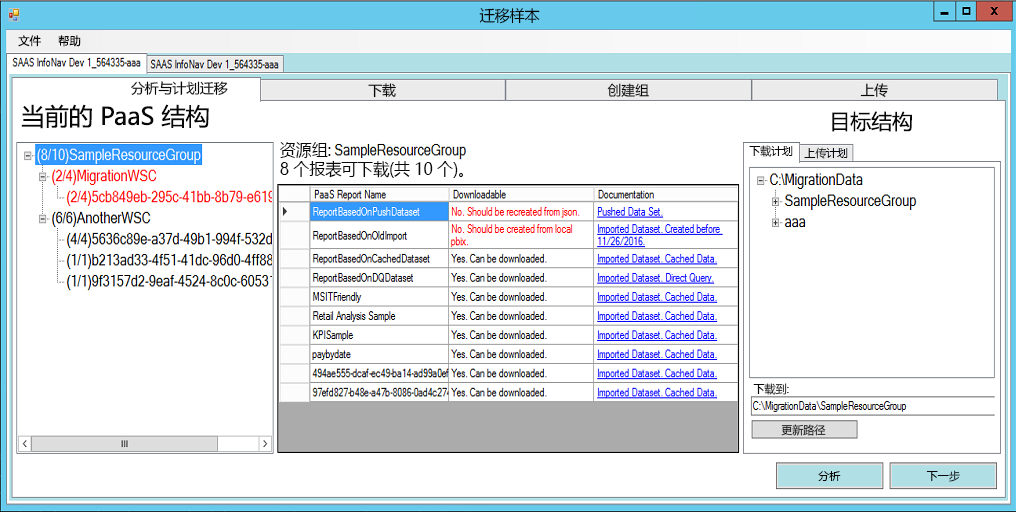 迁移样本
文件 帮助
SAAS InfoNav Dev 1_564335-aaa SAAS InfoNav Dev 1_564335-aaa
分析与计划迁移 下载 创建组 上传
当前的 PaaS 结构
(8/10)SampleResourceGroup
(2/4)MigrationWSC
(2/4)5cb849eb-295c-41bb-8b79-e619
(6/6)AnotherWSC
(4/4)5636c89e-a37d-49b1-994f-532d
(1/1)b213ad33-4f51-41dc-96d0-4ff88
(1/1)9f3157d2-9eaf-4524-8c0c-60537
资源组: SampleResourceGroup
8 个报表可下载(共 10 个)。
PaaS Report Name Downloadable Documentation
ReportBasedOnPushDataset No. Should be recreated from json. Pushed Data Set.
ReportBasedOnOldImport No. Should be created from local pbix. Imported Dataset. Created before 11/26/2016.
ReportBasedOnCachedDataset Yes. Can be downloaded. Imported Dataset. Cached Data.
ReportBasedOnDQDataset Yes. Can be downloaded. Imported Dataset. Direct Query.
MSITFriendly Yes. Can be downloaded. Imported Dataset. Cached Data.
Retail Analysis Sample Yes. Can be downloaded. Imported Dataset. Cached Data.
KPISample Yes. Can be downloaded. Imported Dataset. Cached Data.
paybydate Yes. Can be downloaded. Imported Dataset. Cached Data.
494ae555-dcaf-ec49-ba14-ad99a0ef Yes. Can be downloaded. Imported Dataset. Cached Data.
97efd827-b48e-a47b-8086-0ad4c274 Yes. Can be downloaded. Imported Dataset. Cached Data.
目标结构
下载计划 上传计划
C:\MigrationData
SampleResourceGroup
aaa
下载到:
C:\MigrationData\SampleResourceGroup
更新路径
分析 下一步